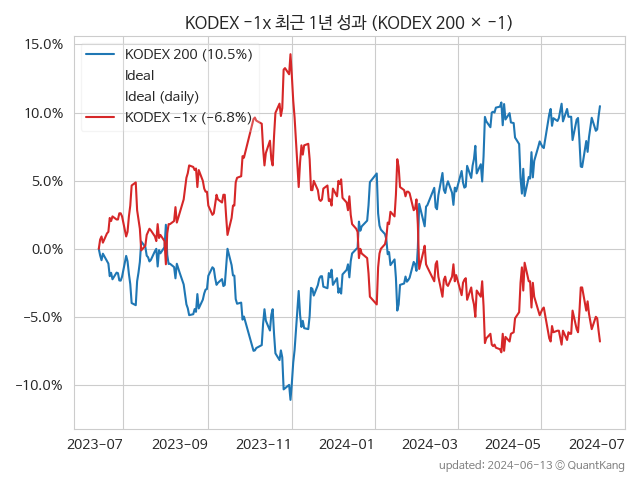 KODEX −1x 최근 1년 성과 (KODEX 200 × −1)
15.0%
10.0%
5.0%
0.0%
−5.0%
−10.0%
KODEX 200 (10.5%)
Ideal
Ideal (daily)
KODEX −1x (−6.8%)
2023-07 2023-09 2023-11 2024-01 2024-03 2024-05 2024-07
updated: 2024-06-13 © QuantKang